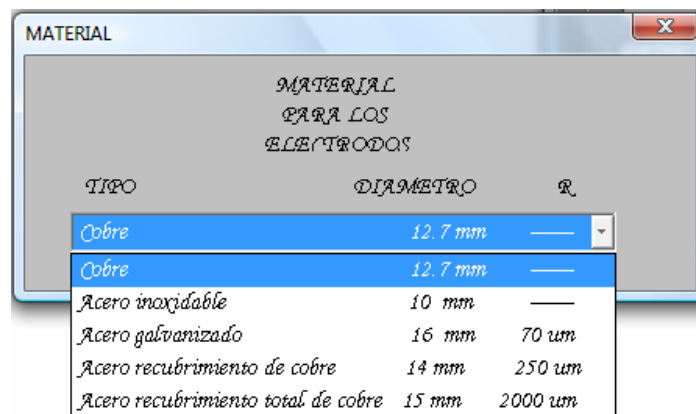 MATERIAL
MATERIAL
PARA LOS
ELECTRODOS
TIPO DIAMETRO R
Cobre 12.7 mm ——
Cobre 12.7 mm ——
Acero inoxidable 10 mm ——
Acero galvanizado 16 mm 70 um
Acero recubrimiento de cobre 14 mm 250 um
Acero recubrimiento total de cobre 15 mm 2000 um